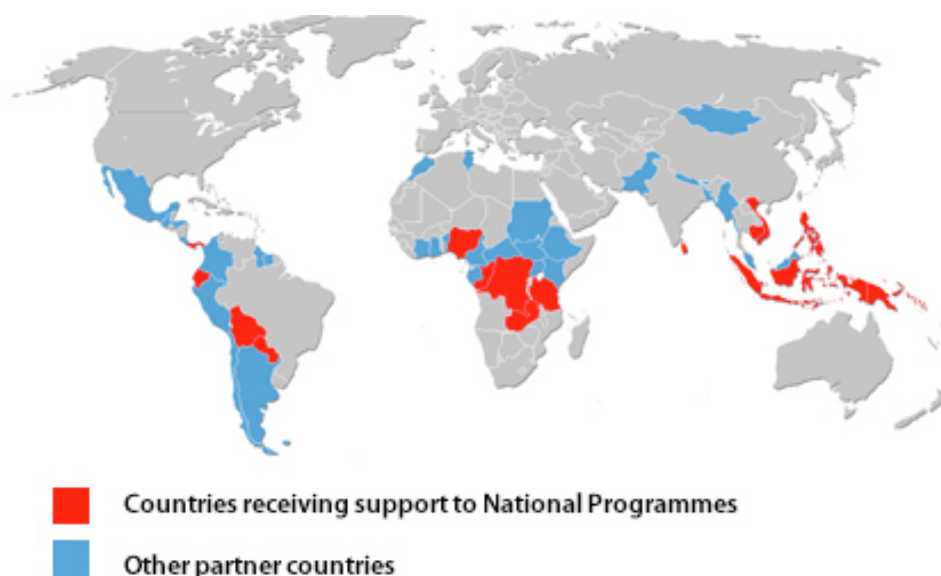 Countries receiving support to National Programmes
Other partner countries